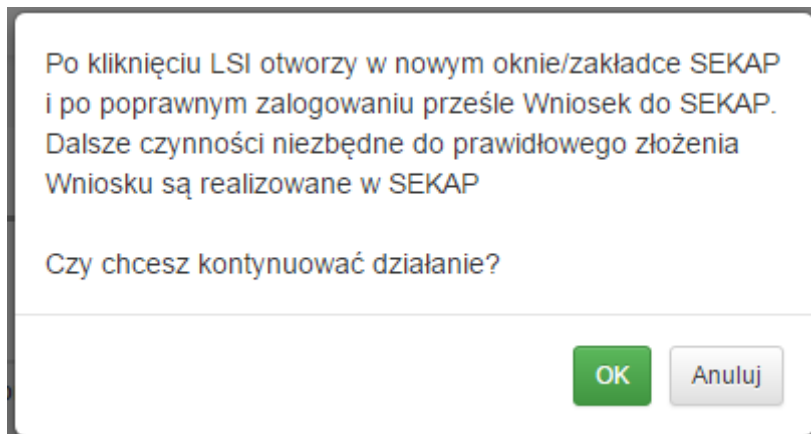 Po kliknięciu LSI otworzy w nowym oknie/zakładce SEKAP
i po poprawnym zalogowaniu prześle Wniosek do SEKAP.
Dalsze czynności niezbędne do prawidłowego złożenia
Wniosku są realizowane w SEKAP
Czy chcesz kontynuować działanie?
OK
Anuluj